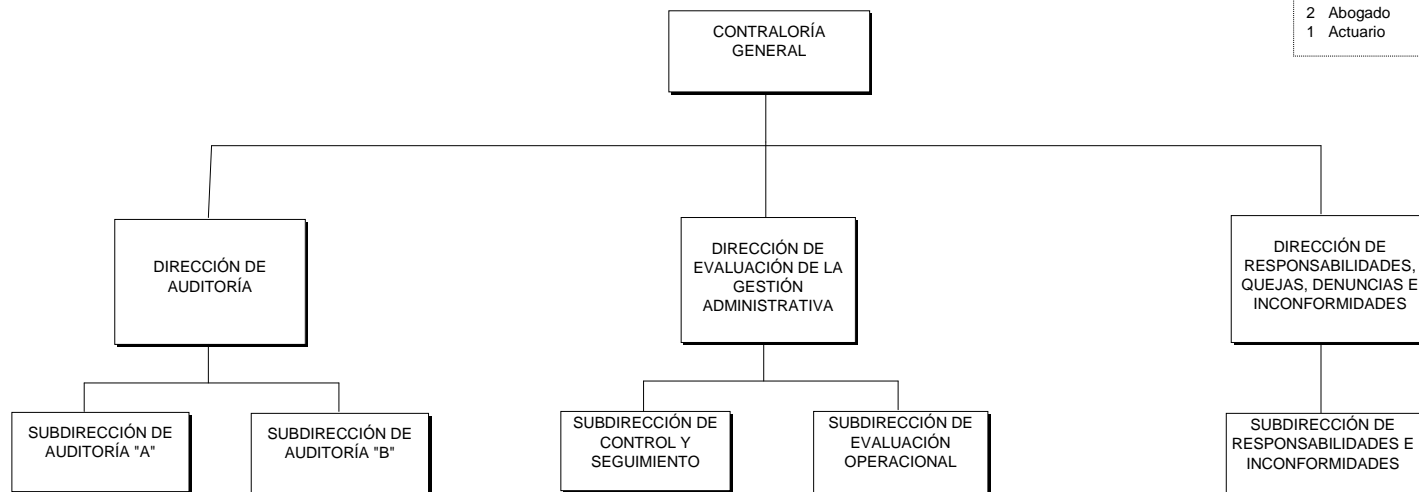 2 Abogado
1 Actuario
CONTRALORÍA
GENERAL
DIRECCIÓN DE
AUDITORÍA
DIRECCIÓN DE
EVALUACIÓN DE LA
GESTIÓN
ADMINISTRATIVA
DIRECCIÓN DE
RESPONSABILIDADES,
QUEJAS, DENUNCIAS E
INCONFORMIDADES
SUBDIRECCIÓN DE
AUDITORÍA "A"
SUBDIRECCIÓN DE
AUDITORÍA "B"
SUBDIRECCIÓN DE
CONTROL Y
SEGUIMIENTO
SUBDIRECCIÓN DE
EVALUACIÓN
OPERACIONAL
SUBDIRECCIÓN DE
RESPONSABILIDADES E
INCONFORMIDADES